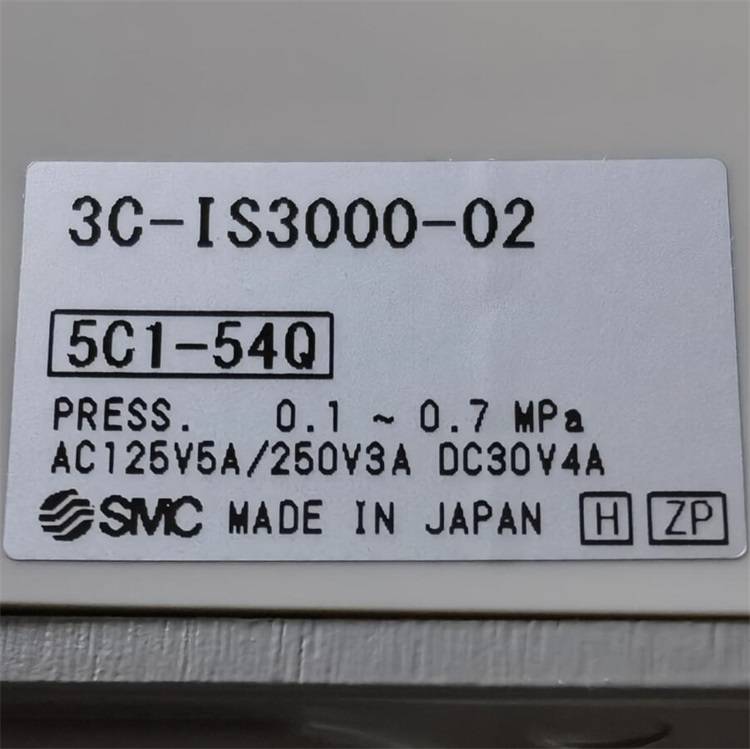 3C-IS3000-02
5C1-54Q
PRESS. 0.1 ~ 0.7 MPa
AC125V5A/250V3A DC30V4A
SMC MADE IN JAPAN H ZP